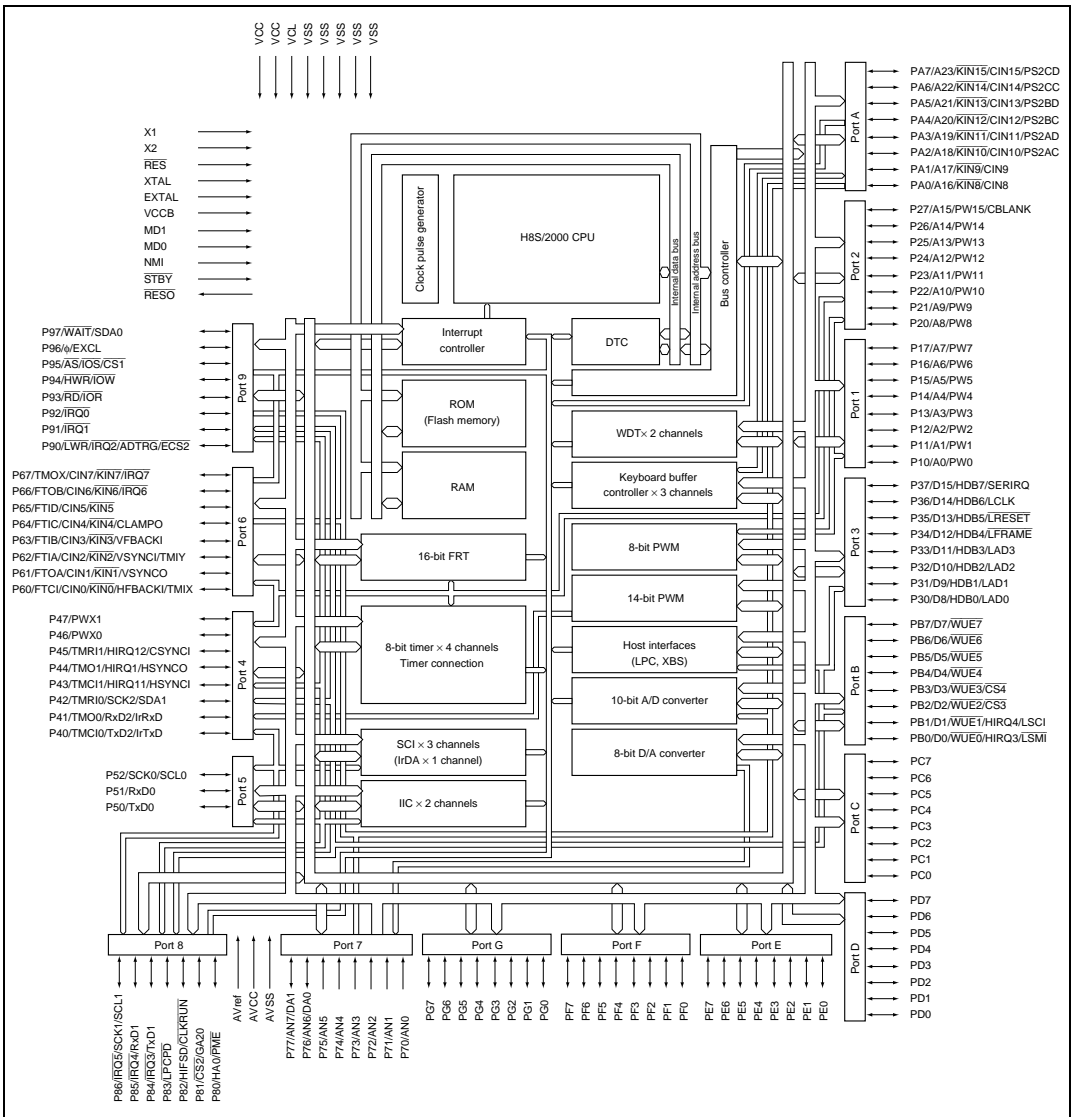 VCC
VCC
VCL
VSS
VSS
VSS
VSS
VSS
X1
X2
RES
XTAL
EXTAL
VCCB
MD1
MD0
NMI
STBY
RESO
Clock pulse generator
H8S/2000 CPU
Internal data bus
Internal address bus
Bus controller
Interrupt
controller
DTC
ROM
(Flash memory)
RAM
WDT × 2 channels
Keyboard buffer
controller × 3 channels
16-bit FRT
8-bit PWM
14-bit PWM
8-bit timer × 4 channels
Timer connection
Host interfaces
(LPC, XBS)
10-bit A/D converter
8-bit D/A converter
SCI × 3 channels
(IrDA × 1 channel)
IIC × 2 channels
P97/WAIT/SDA0
P96/φ/EXCL
P95/AS/IOS/CS1
P94/HWR/IOW
P93/RD/IOR
P92/IRQ0
P91/IRQ1
P90/LWR/IRQ2/ADTRG/ECS2
Port 9
P67/TMOX/CIN7/KIN7/IRQ7
P66/FTOB/CIN6/KIN6/IRQ6
P65/FTID/CIN5/KIN5
P64/FTIC/CIN4/KIN4/CLAMPO
P63/FTIB/CIN3/KIN3/VFBACKI
P62/FTIA/CIN2/KIN2/VSYNCI/TMIY
P61/FTOA/CIN1/KIN1/VSYNCO
P60/FTCI/CIN0/KIN0/HFBACKI/TMIX
Port 6
P47/PWX1
P46/PWX0
P45/TMRI1/HIRQ12/CSYNCI
P44/TMO1/HIRQ1/HSYNCO
P43/TMCI1/HIRQ11/HSYNCI
P42/TMRI0/SCK2/SDA1
P41/TMO0/RxD2/IrRxD
P40/TMCI0/TxD2/IrTxD
Port 4
P52/SCK0/SCL0
P51/RxD0
P50/TxD0
Port 5
PA7/A23/KIN15/CIN15/PS2CD
PA6/A22/KIN14/CIN14/PS2CC
PA5/A21/KIN13/CIN13/PS2BD
PA4/A20/KIN12/CIN12/PS2BC
PA3/A19/KIN11/CIN11/PS2AD
PA2/A18/KIN10/CIN10/PS2AC
PA1/A17/KIN9/CIN9
PA0/A16/KIN8/CIN8
Port A
P27/A15/PW15/CBLANK
P26/A14/PW14
P25/A13/PW13
P24/A12/PW12
P23/A11/PW11
P22/A10/PW10
P21/A9/PW9
P20/A8/PW8
Port 2
P17/A7/PW7
P16/A6/PW6
P15/A5/PW5
P14/A4/PW4
P13/A3/PW3
P12/A2/PW2
P11/A1/PW1
P10/A0/PW0
Port 1
P37/D15/HDB7/SERIRQ
P36/D14/HDB6/LCLK
P35/D13/HDB5/LRESET
P34/D12/HDB4/LFRAME
P33/D11/HDB3/LAD3
P32/D10/HDB2/LAD2
P31/D9/HDB1/LAD1
P30/D8/HDB0/LAD0
Port 3
PB7/D7/WUE7
PB6/D6/WUE6
PB5/D5/WUE5
PB4/D4/WUE4
PB3/D3/WUE3/CS4
PB2/D2/WUE2/CS3
PB1/D1/WUE1/HIRQ4/LSCI
PB0/D0/WUE0/HIRQ3/LSMI
Port B
PC7
PC6
PC5
PC4
PC3
PC2
PC1
PC0
Port C
PD7
PD6
PD5
PD4
PD3
PD2
PD1
PD0
Port D
Port 8
Port 7
Port G
Port F
Port E
P86/IRQ5/SCK1/SCL1
P85/IRQ4/RxD1
P84/IRQ3/TxD1
P83/LPCPD
P82/HIFSD/CLKRUN
P81/CS2/GA20
P80/HA0/PME
AVref
AVCC
AVSS
P77/AN7/DA1
P76/AN6/DA0
P75/AN5
P74/AN4
P73/AN3
P72/AN2
P71/AN1
P70/AN0
PG7
PG6
PG5
PG4
PG3
PG2
PG1
PG0
PF7
PF6
PF5
PF4
PF3
PF2
PF1
PF0
PE7
PE6
PE5
PE4
PE3
PE2
PE1
PE0